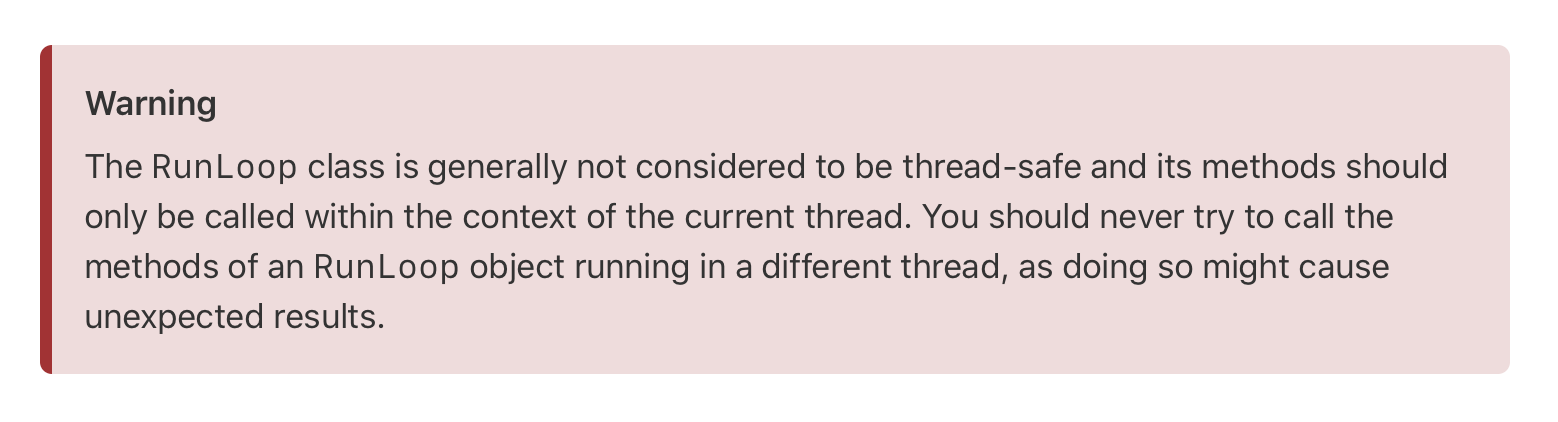 Warning
The RunLoop class is generally not considered to be thread-safe and its methods should
only be called within the context of the current thread. You should never try to call the
methods of an RunLoop object running in a different thread, as doing so might cause
unexpected results.